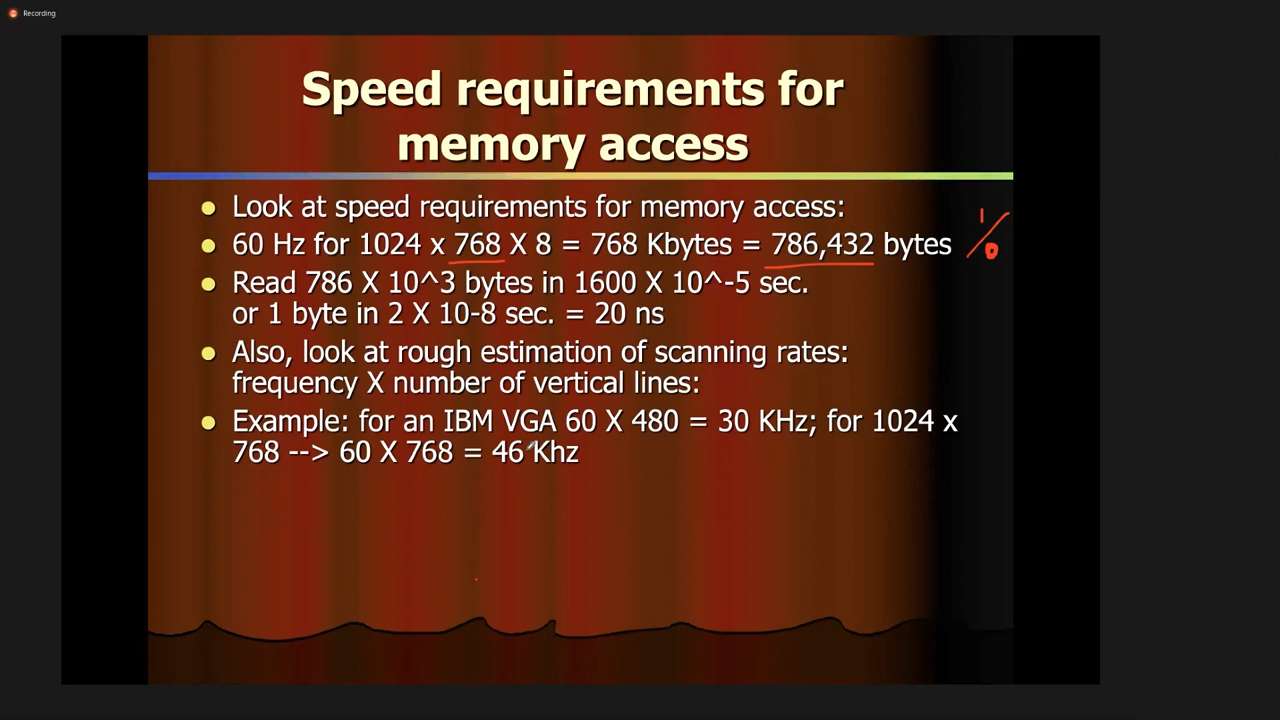 Recording
Speed requirements for
memory access
Look at speed requirements for memory access:
60 Hz for 1024 x 768 X 8 = 768 Kbytes = 786,432 bytes
Read 786 X 10^3 bytes in 1600 X 10^-5 sec.
or 1 byte in 2 X 10-8 sec. = 20 ns
Also, look at rough estimation of scanning rates:
frequency X number of vertical lines:
Example: for an IBM VGA 60 X 480 = 30 KHz; for 1024 x
768 --> 60 X 768 = 46 Khz